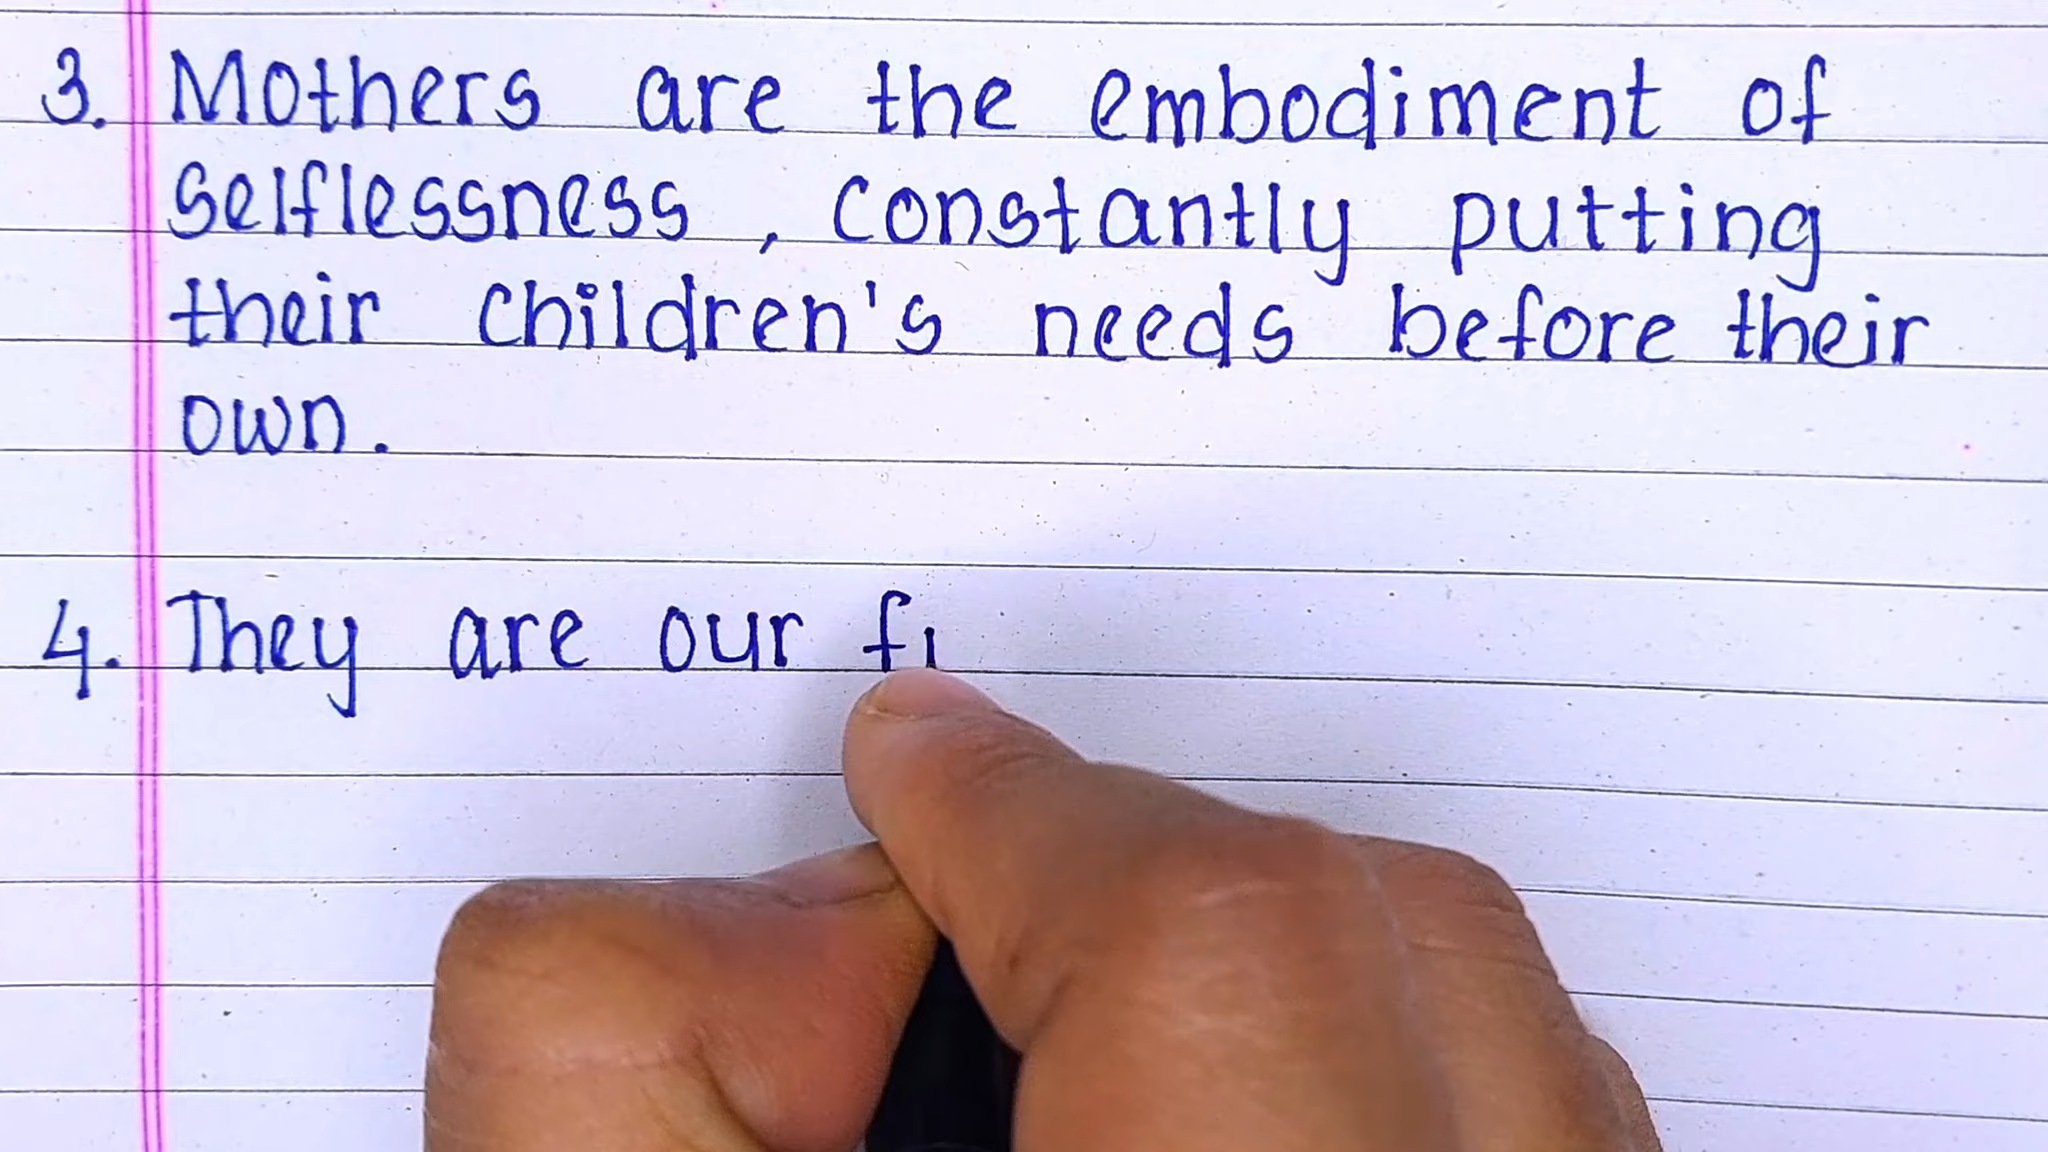 3. Mothers are the embodiment of
selflessness, constantly putting
their children's needs before their
own.
4. They are our fi